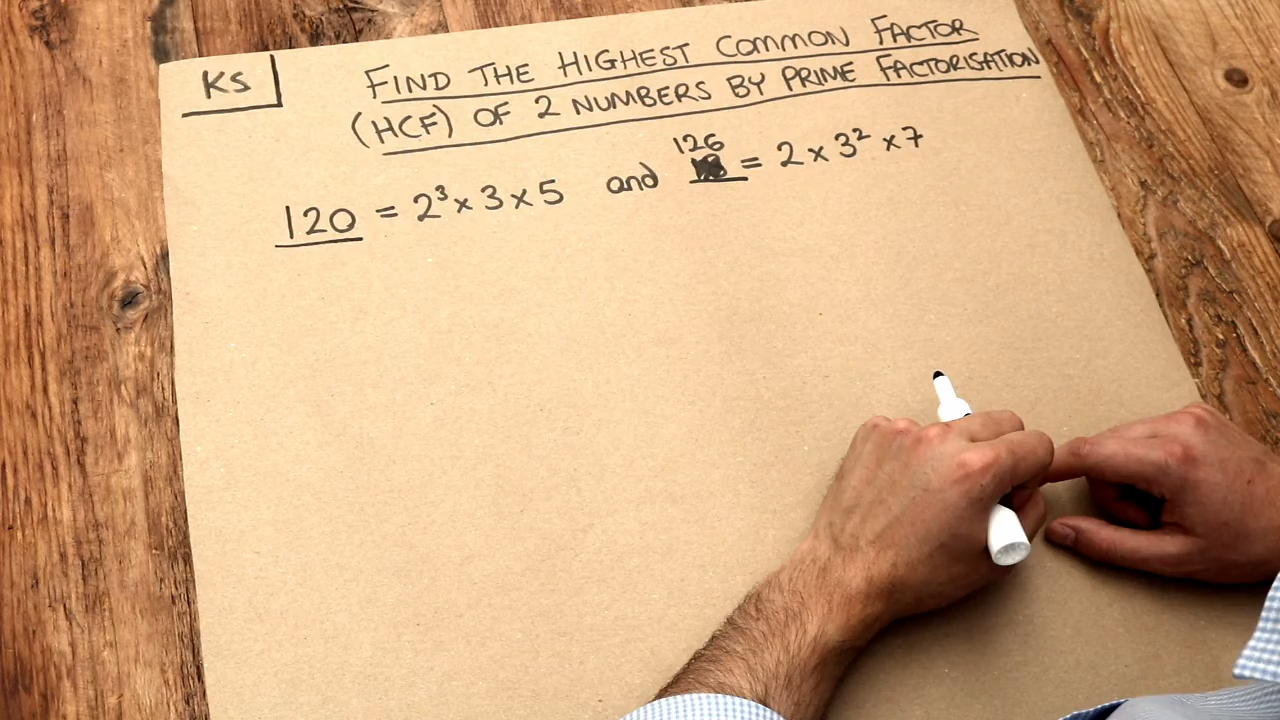 KS
FIND THE HIGHEST COMMON FACTOR
(HCF) OF 2 NUMBERS BY PRIME FACTORISATION
120 = 2³ × 3 × 5 and 126 = 2 × 3² × 7